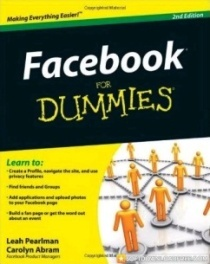 Making Everything Easier!™
2nd Edition
Facebook®
FOR
DUMMIES®
Learn to:
• Create a Profile, navigate the site, and use
privacy features
• Find friends and Groups
• Add applications and upload photos
to your Facebook page
• Build a fan page or get the word out
about an event
Leah Pearlman
Carolyn Abram
Facebook Product Managers